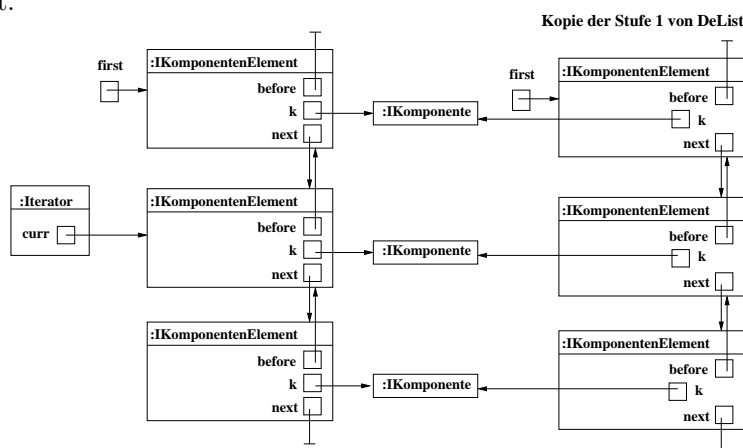 t.
Kopie der Stufe 1 von DeList
first
:IKomponentenElement
before
k
next
:IKomponente
first
:IKomponentenElement
before
k
next
:Iterator
curr
:IKomponentenElement
before
k
next
:IKomponente
:IKomponentenElement
before
k
next
:IKomponentenElement
before
k
next
:IKomponente
:IKomponentenElement
before
k
next